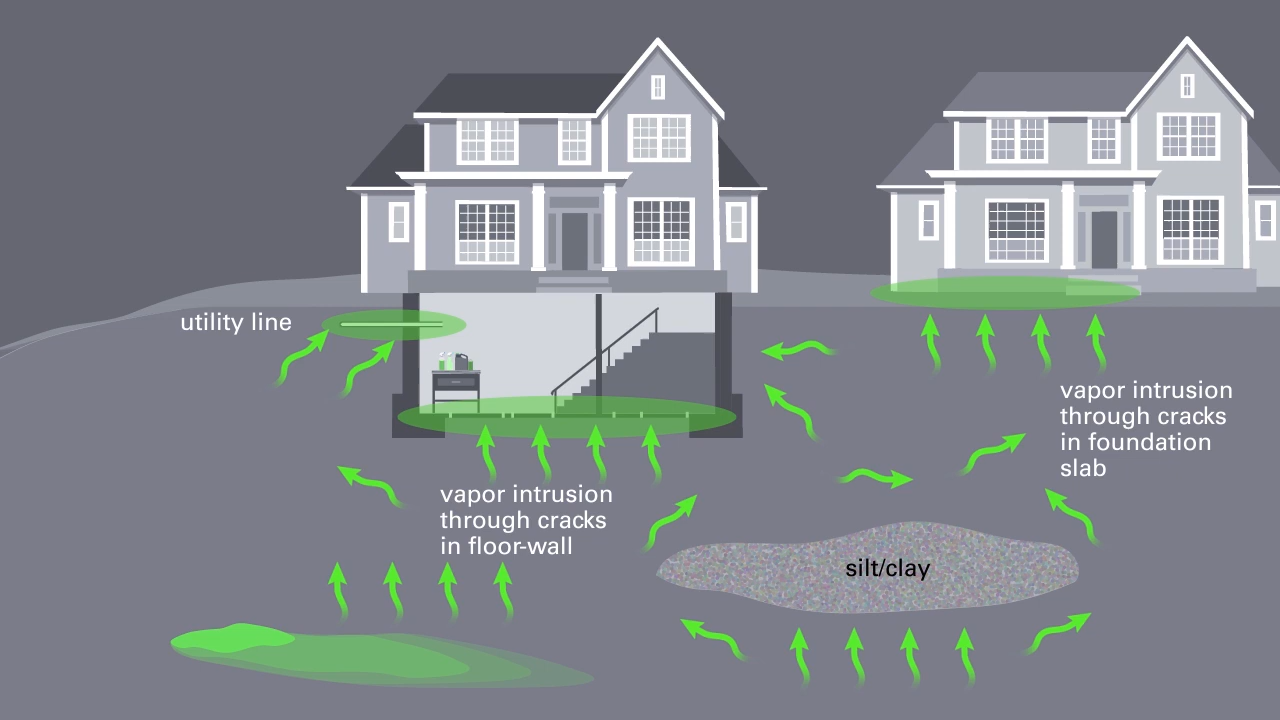 utility line
vapor intrusion
through cracks
in foundation
slab
vapor intrusion
through cracks
in floor-wall
silt/clay